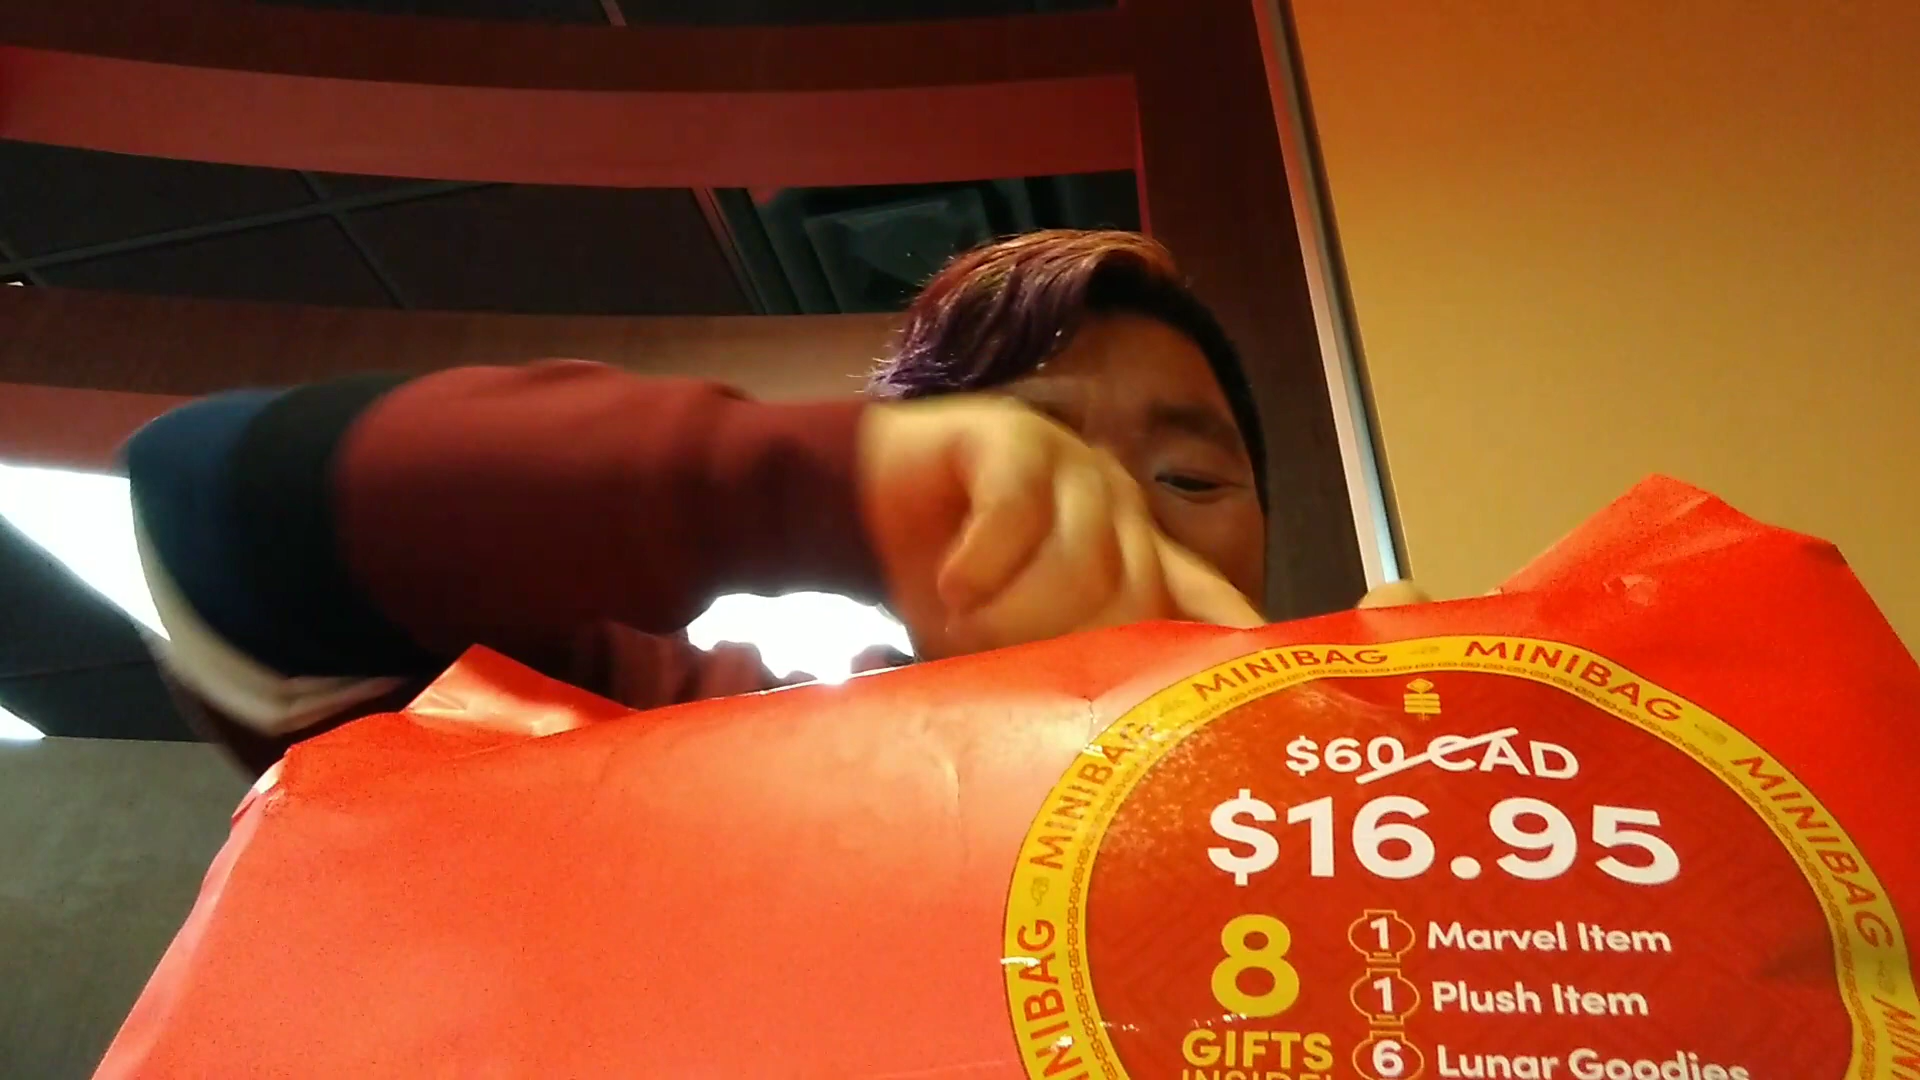 MINIBAG MINIBAG MINIBAG MINIBAG MINIBAG
$60 CAD
$16.95
8 GIFTS INSIDE!
1 Marvel Item
1 Plush Item
6 Lunar Goodies